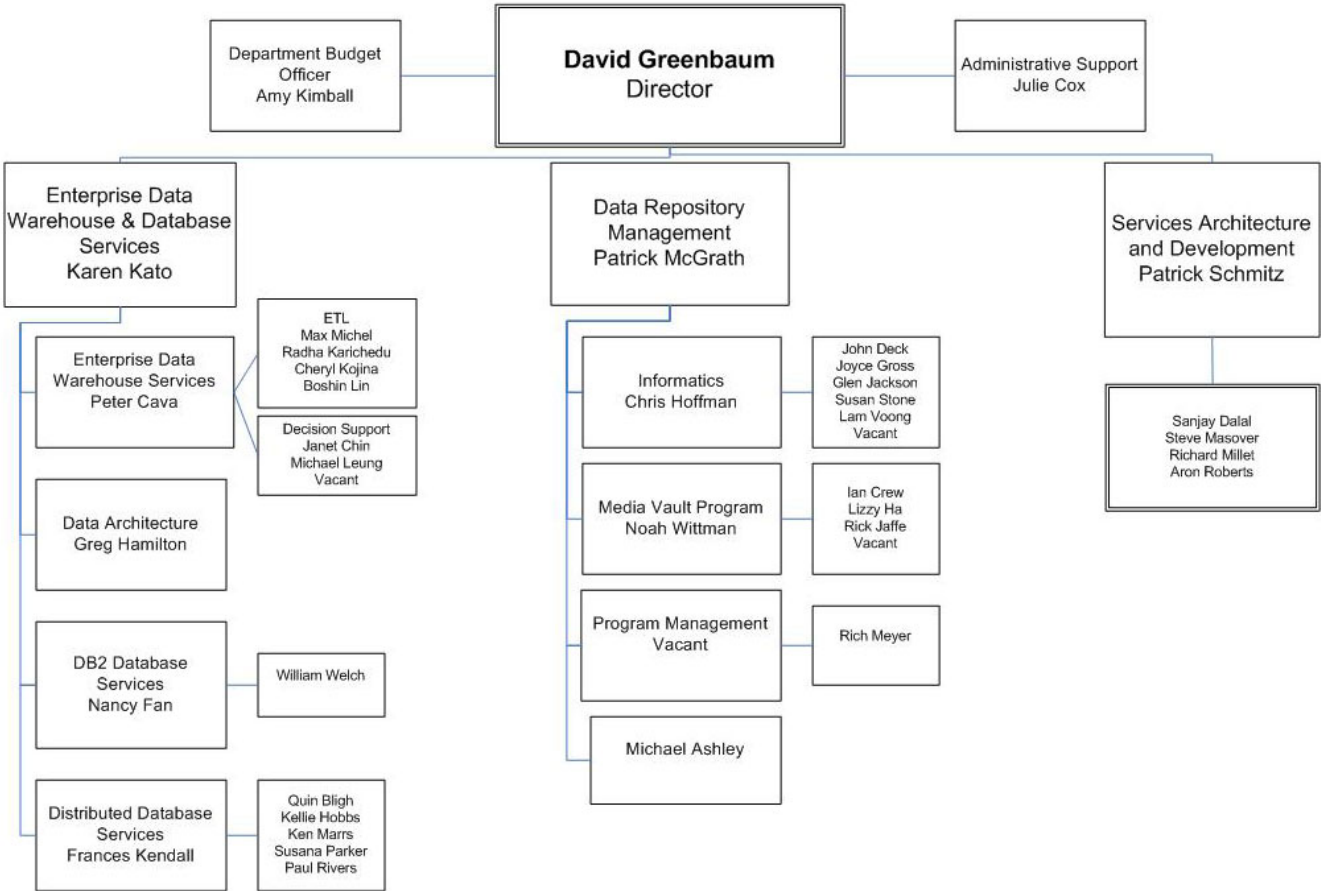 Department Budget
Officer
Amy Kimball
David Greenbaum
Director
Administrative Support
Julie Cox
Enterprise Data
Warehouse & Database
Services
Karen Kato
Data Repository
Management
Patrick McGrath
Services Architecture
and Development
Patrick Schmitz
Enterprise Data
Warehouse Services
Peter Cava
ETL
Max Michel
Radha Karichedu
Cheryl Kojina
Boshin Lin
Decision Support
Janet Chin
Michael Leung
Vacant
Data Architecture
Greg Hamilton
DB2 Database
Services
Nancy Fan
William Welch
Distributed Database
Services
Frances Kendall
Quin Bligh
Kellie Hobbs
Ken Marrs
Susana Parker
Paul Rivers
Informatics
Chris Hoffman
John Deck
Joyce Gross
Glen Jackson
Susan Stone
Lam Voong
Vacant
Media Vault Program
Noah Wittman
Ian Crew
Lizzy Ha
Rick Jaffe
Vacant
Program Management
Vacant
Rich Meyer
Michael Ashley
Sanjay Dalal
Steve Masover
Richard Millet
Aron Roberts